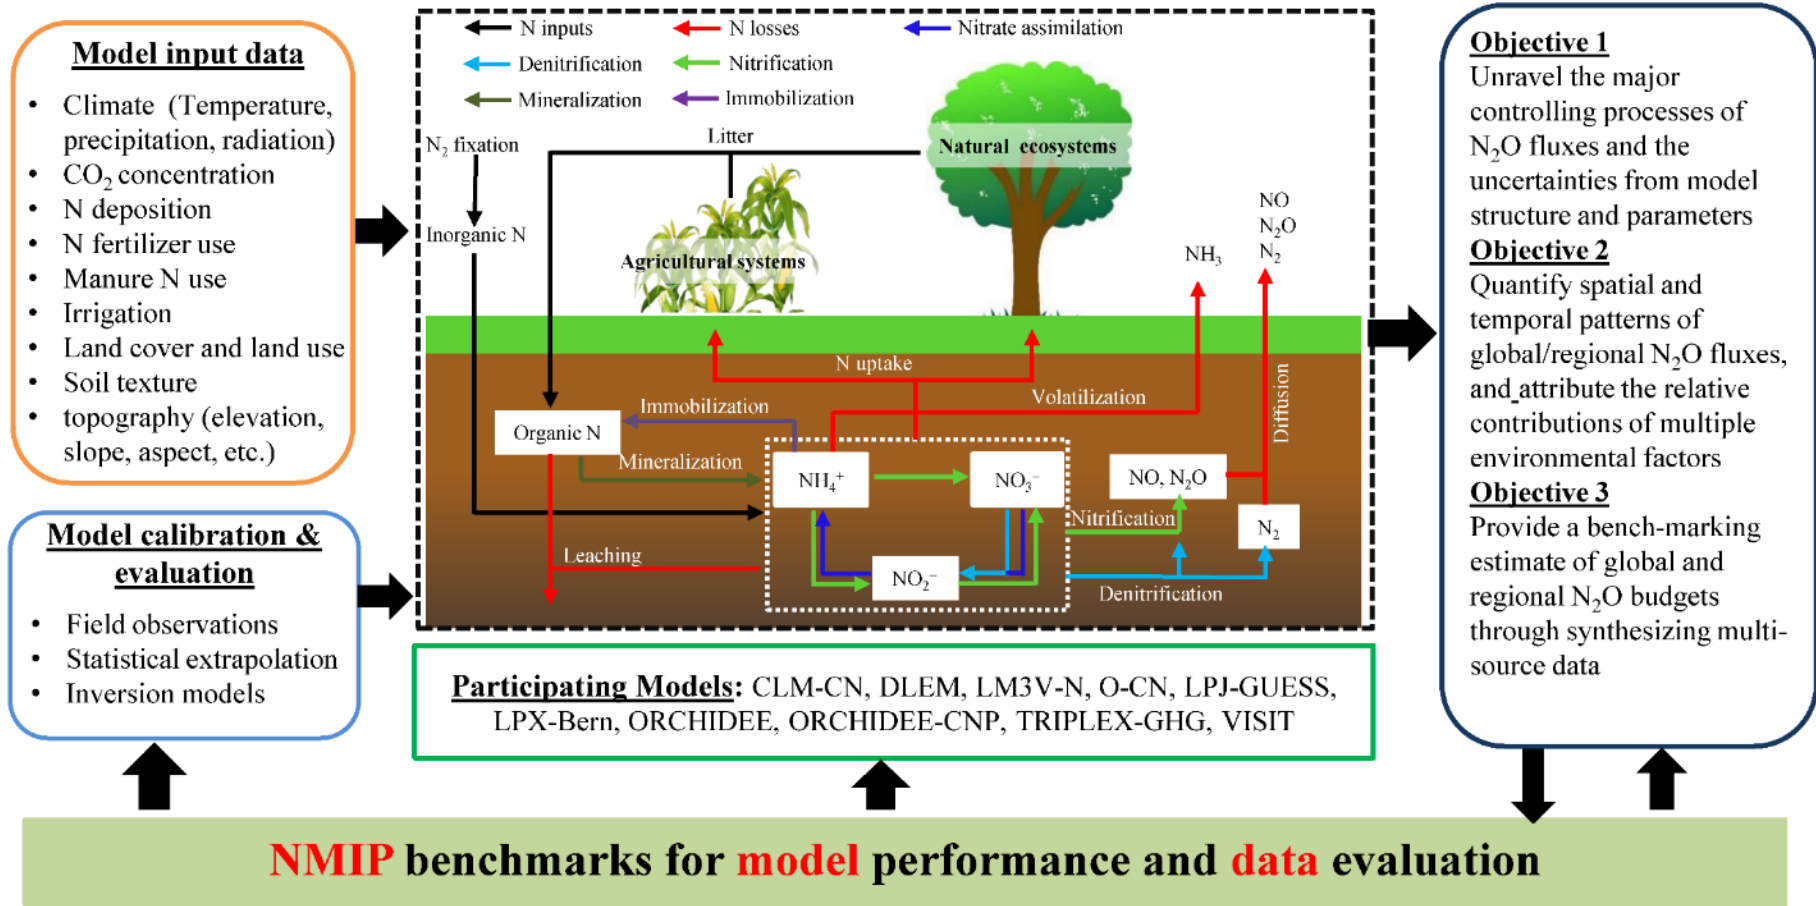 Model input data
• Climate (Temperature,
precipitation, radiation)
• CO₂ concentration
• N deposition
• N fertilizer use
• Manure N use
• Irrigation
• Land cover and land use
• Soil texture
• topography (elevation,
slope, aspect, etc.)
Model calibration &
evaluation
• Field observations
• Statistical extrapolation
• Inversion models
N inputs
N losses
Nitrate assimilation
Denitrification
Nitrification
Mineralization
Immobilization
Litter
N₂ fixation
Natural ecosystems
Inorganic N
Agricultural systems
NH₃
NO
N₂O
N₂
N uptake
Volatilization
Diffusion
Immobilization
Organic N
Mineralization
NH₄⁺
NO₃⁻
NO, N₂O
Nitrification
N₂
Leaching
NO₂⁻
Denitrification
Participating Models: CLM-CN, DLEM, LM3V-N, O-CN, LPJ-GUESS,
LPX-Bern, ORCHIDEE, ORCHIDEE-CNP, TRIPLEX-GHG, VISIT
Objective 1
Unravel the major
controlling processes of
N₂O fluxes and the
uncertainties from model
structure and parameters
Objective 2
Quantify spatial and
temporal patterns of
global/regional N₂O fluxes,
and attribute the relative
contributions of multiple
environmental factors
Objective 3
Provide a bench-marking
estimate of global and
regional N₂O budgets
through synthesizing multi-
source data
NMIP benchmarks for model performance and data evaluation